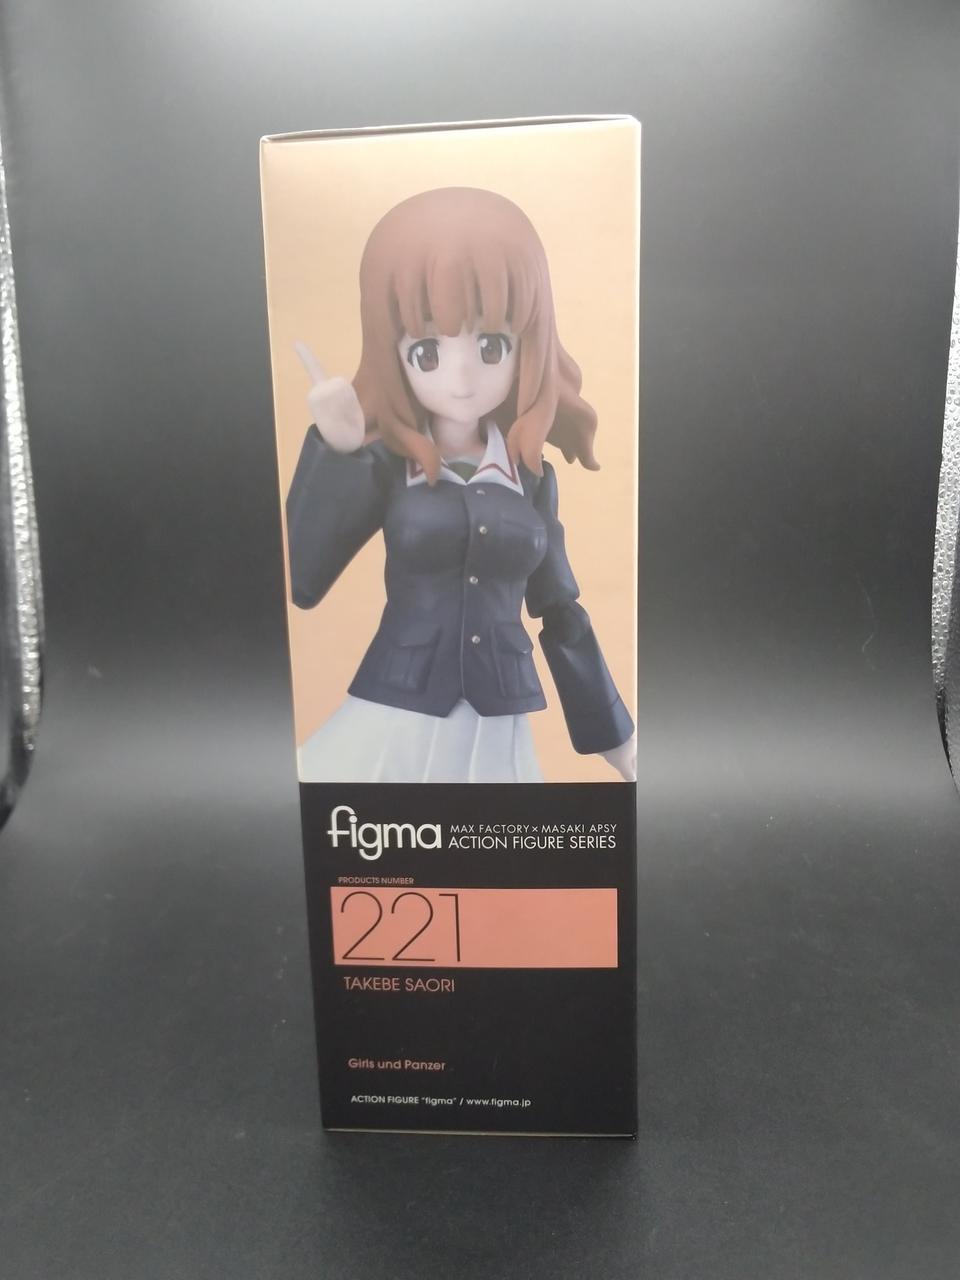 figma MAX FACTORY × MASAKI APSY
ACTION FIGURE SERIES
PRODUCTS NUMBER
221
TAKEBE SAORI
Girls und Panzer
ACTION FIGURE "figma" / www.figma.jp